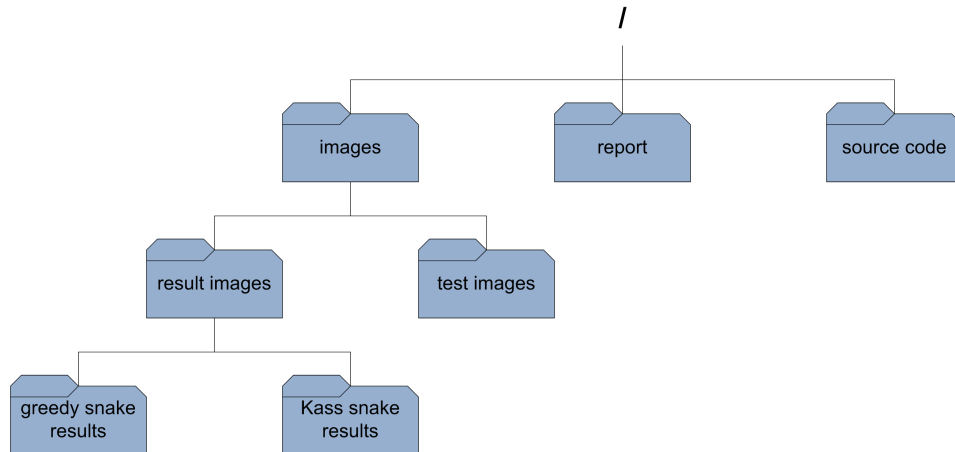 /
images
report
source code
result images
test images
greedy snake
results
Kass snake
results